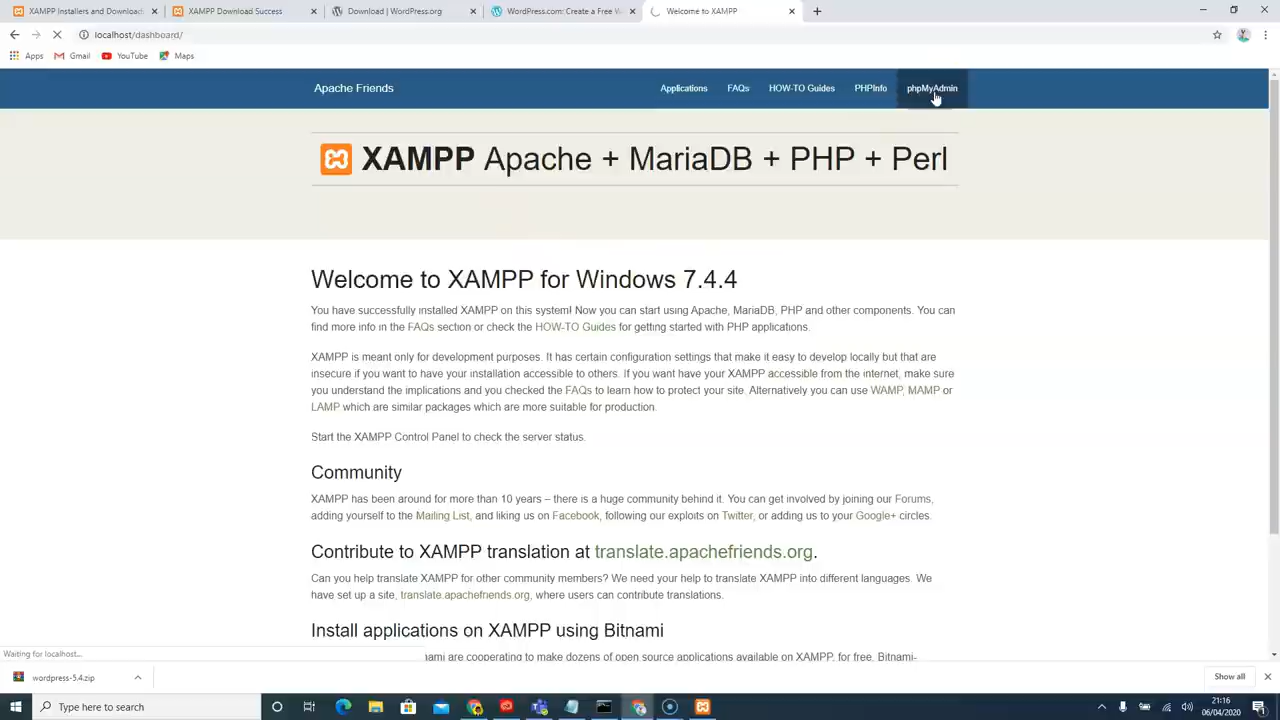 XAMPP Installers and Downloads
XAMPP Download Success
Download | WordPress.org
WordPress.com: Create a Free W
Welcome to XAMPP
localhost/dashboard/
Apps
Gmail
YouTube
Maps
Apache Friends
Applications
FAQs
HOW-TO Guides
PHPInfo
phpMyAdmin
XAMPP Apache + MariaDB + PHP + Perl
Welcome to XAMPP for Windows 7.4.4
You have successfully installed XAMPP on this system! Now you can start using Apache, MariaDB, PHP and other components. You can
find more info in the FAQs section or check the HOW-TO Guides for getting started with PHP applications.
XAMPP is meant only for development purposes. It has certain configuration settings that make it easy to develop locally but that are
insecure if you want to have your installation accessible to others. If you want have your XAMPP accessible from the internet, make sure
you understand the implications and you checked the FAQs to learn how to protect your site. Alternatively you can use WAMP, MAMP or
LAMP which are similar packages which are more suitable for production.
Start the XAMPP Control Panel to check the server status.
Community
XAMPP has been around for more than 10 years – there is a huge community behind it. You can get involved by joining our Forums,
adding yourself to the Mailing List, and liking us on Facebook, following our exploits on Twitter, or adding us to your Google+ circles.
Contribute to XAMPP translation at translate.apachefriends.org.
Can you help translate XAMPP for other community members? We need your help to translate XAMPP into different languages. We
have set up a site, translate.apachefriends.org, where users can contribute translations.
Install applications on XAMPP using Bitnami
nami are cooperating to make dozens of open source applications available on XAMPP, for free. Bitnami-
Waiting for localhost...
wordpress-5.4.zip
Show all
Type here to search
21:16
06/04/2020